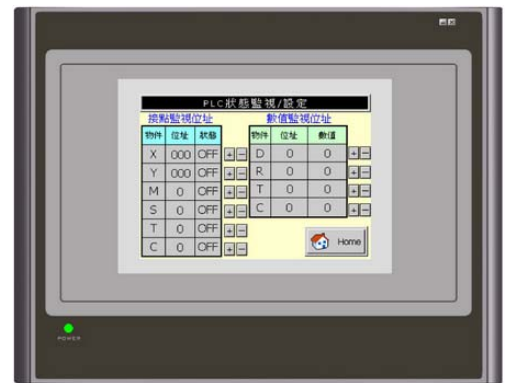 PLC狀態監視/設定
接點監視位址
物件 位址 狀態
X 000 OFF + -
Y 000 OFF + -
M 0 OFF + -
S 0 OFF + -
T 0 OFF + -
C 0 OFF + -
數值監視位址
物件 位址 數值
D 0 0 + -
R 0 0 + -
T 0 0 + -
C 0 0 + -
Home
POWER